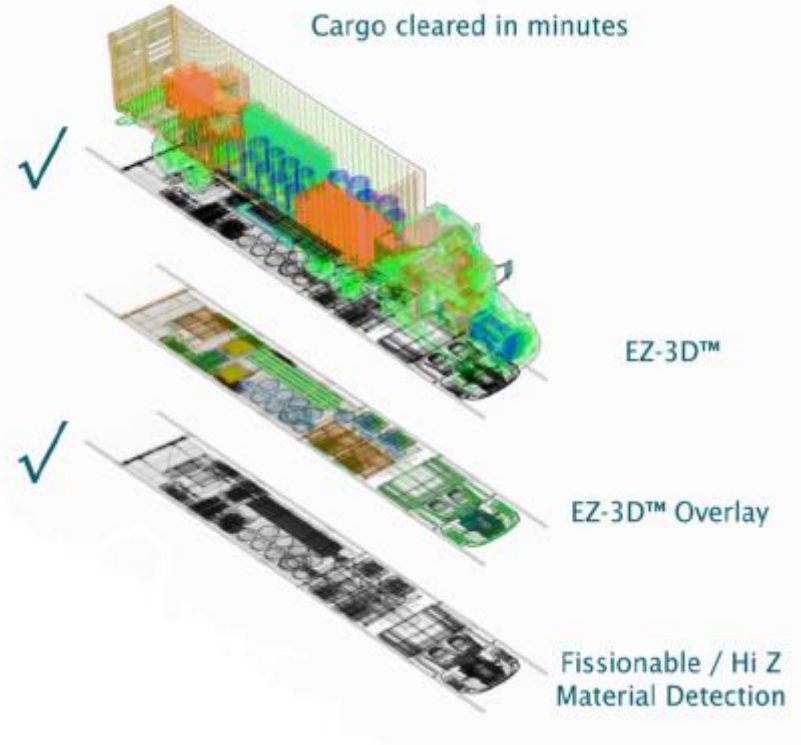 Cargo cleared in minutes
EZ-3D™
EZ-3D™ Overlay
Fissionable / Hi Z
Material Detection